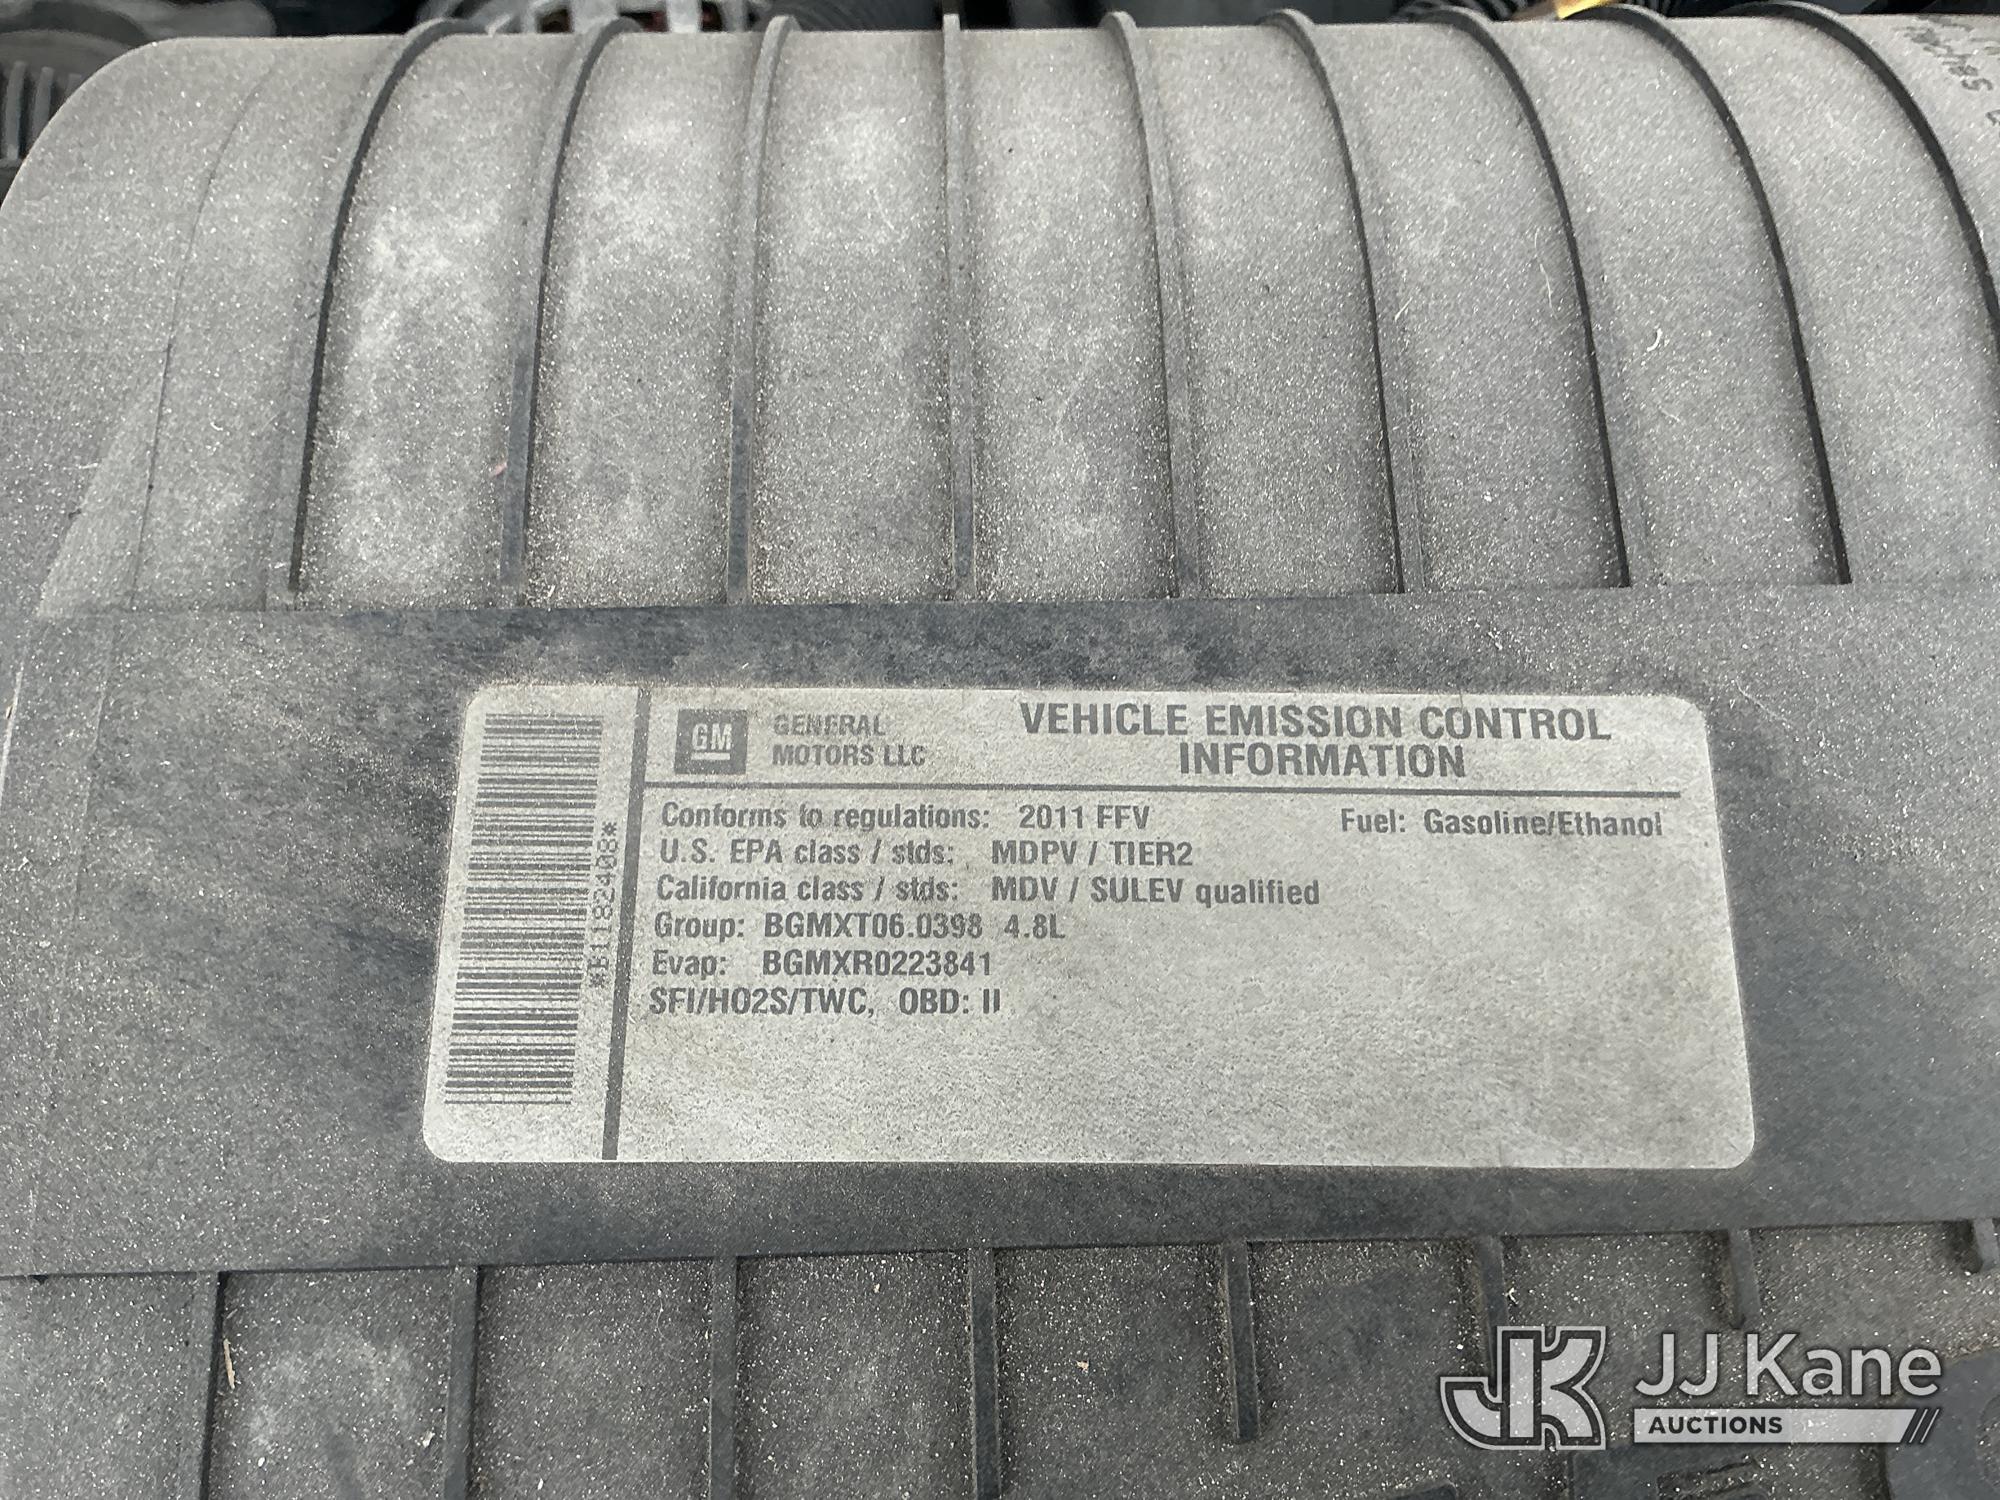 GM
GENERAL
MOTORS LLC
VEHICLE EMISSION CONTROL
INFORMATION
Conforms to regulations: 2011 FFV Fuel: Gasoline/Ethanol
U.S. EPA class / stds: MDPV / TIER2
California class / stds: MDV / SULEV qualified
Group: BGMXT06.0398 4.8L
Evap: BGMXR0223841
SFI/HO2S/TWC, OBD: II
*B1182408*
JK JJ Kane
AUCTIONS